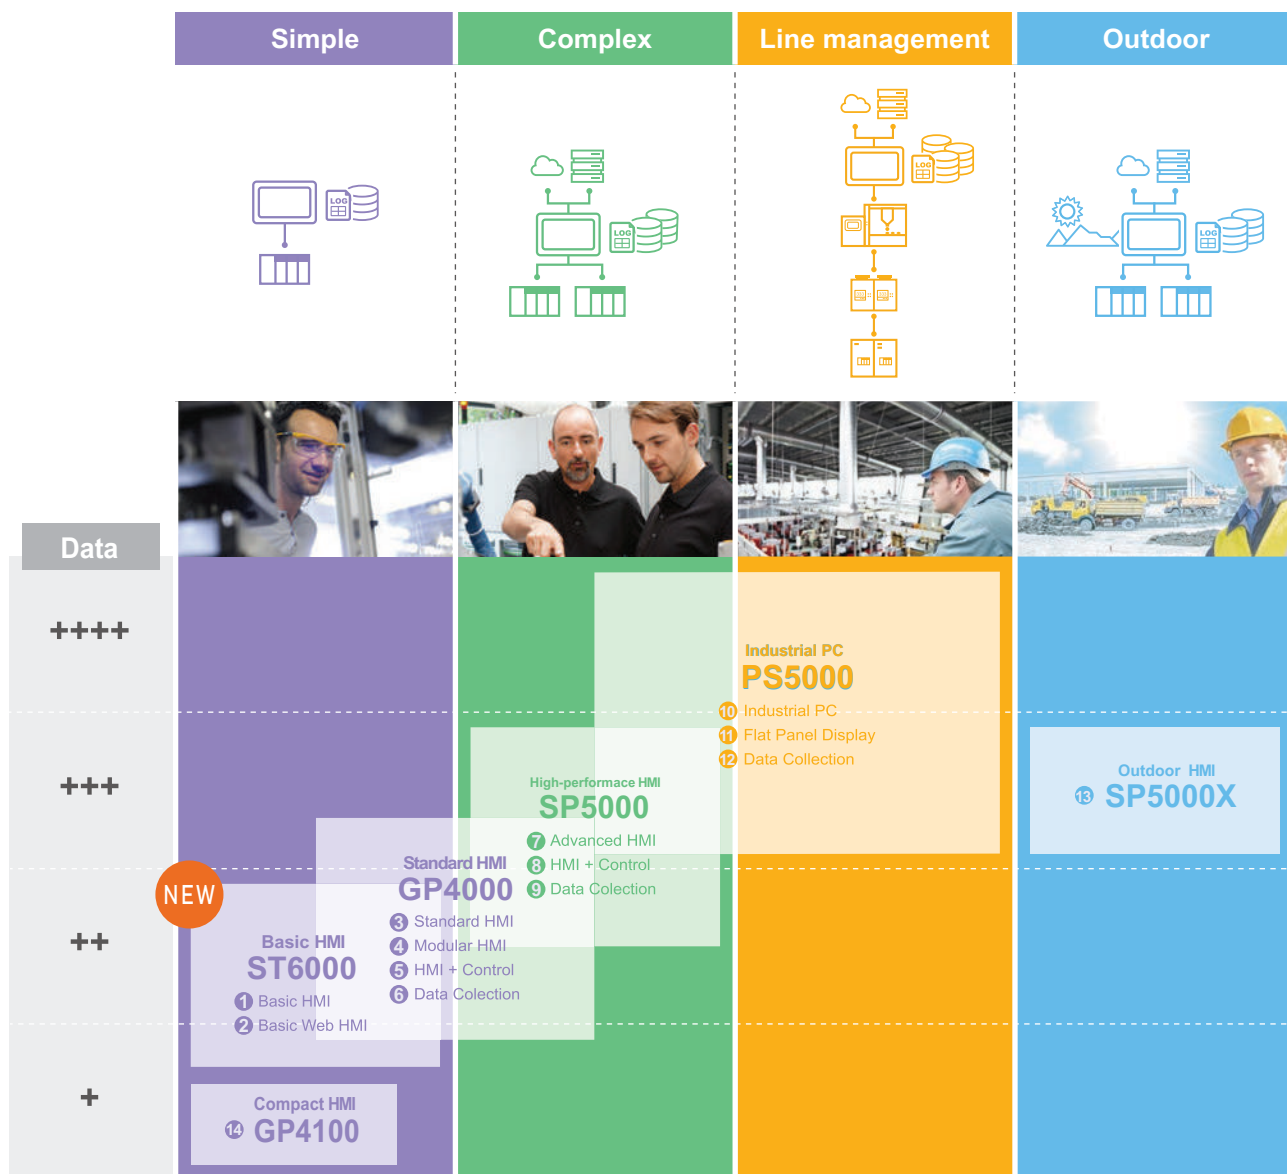 Simple
Complex
Line management
Outdoor
LOG
LOG
LOG
LOG
Data
++++
+++
++
+
Industrial PC
PS5000
10 Industrial PC
11 Flat Panel Display
12 Data Collection
High-performace HMI
SP5000
7 Advanced HMI
8 HMI + Control
9 Data Colection
Outdoor HMI
13 SP5000X
Standard HMI
GP4000
3 Standard HMI
4 Modular HMI
5 HMI + Control
6 Data Colection
NEW
Basic HMI
ST6000
1 Basic HMI
2 Basic Web HMI
Compact HMI
14 GP4100